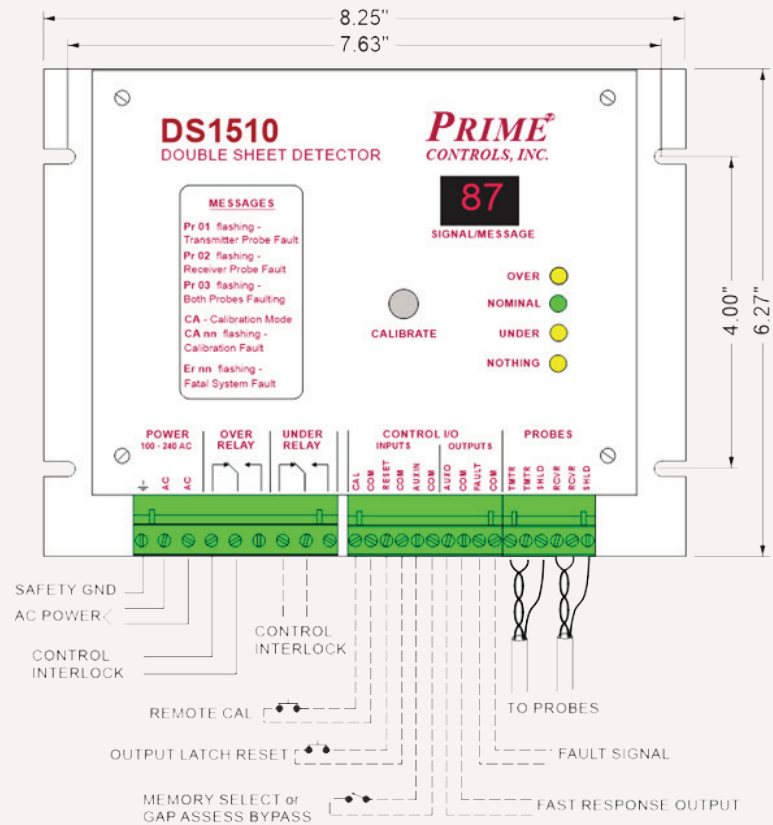 8.25"
7.63"
DS1510
DOUBLE SHEET DETECTOR
PRIME®
CONTROLS, INC.
MESSAGES
Pr 01 flashing -
Transmitter Probe Fault
Pr 02 flashing -
Receiver Probe Fault
Pr 03 flashing -
Both Probes Faulting
CA - Calibration Mode
CA nn flashing -
Calibration Fault
Er nn flashing -
Fatal System Fault
87
SIGNAL/MESSAGE
CALIBRATE
OVER
NOMINAL
UNDER
NOTHING
4.00"
6.27"
POWER
100 - 240 AC
OVER
RELAY
UNDER
RELAY
CONTROL I/O
INPUTS
OUTPUTS
PROBES
AC
AC
CAL
COM
RESET
COM
AUXIN
COM
AUXO
COM
FAULT
COM
TMTR
TMTR
SHLD
RCVR
RCVR
SHLD
SAFETY GND
AC POWER
CONTROL
INTERLOCK
CONTROL
INTERLOCK
REMOTE CAL
OUTPUT LATCH RESET
MEMORY SELECT or
GAP ASSESS BYPASS
TO PROBES
FAULT SIGNAL
FAST RESPONSE OUTPUT